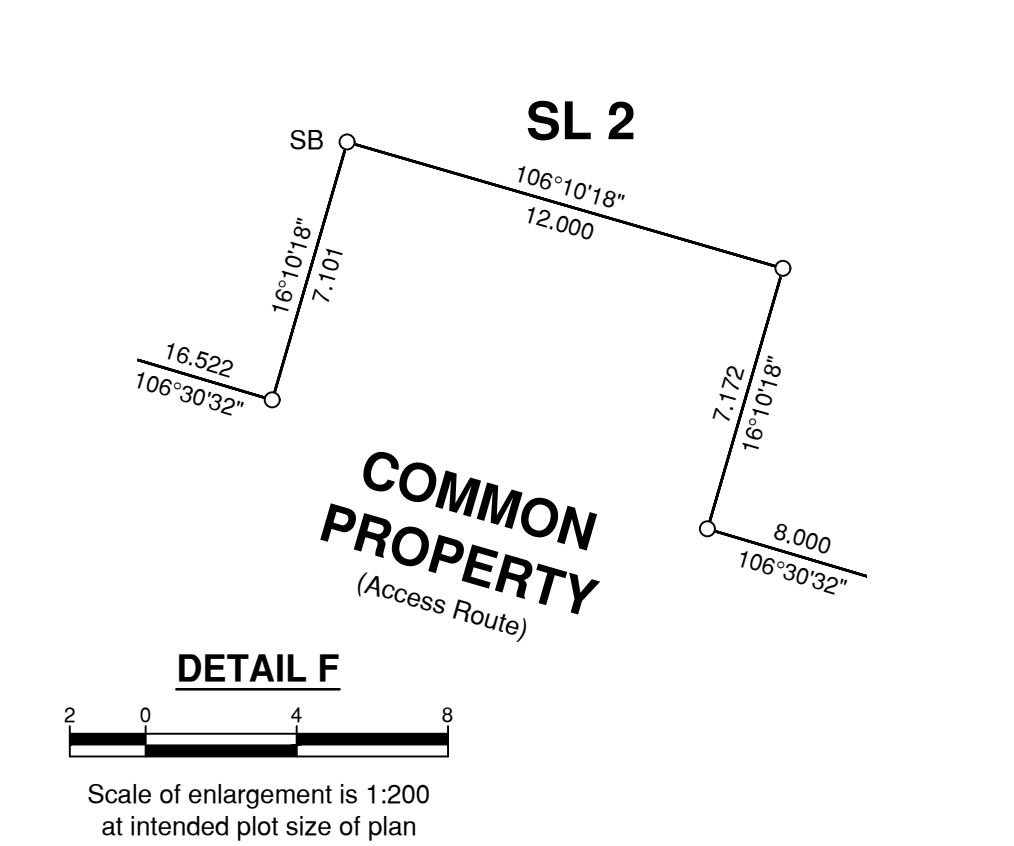 SL 2
SB
106°10'18"
12.000
16°10'18"
7.101
16.522
106°30'32"
7.172
16°10'18"
COMMON
PROPERTY
(Access Route)
8.000
106°30'32"
DETAIL F
2 0 4 8
Scale of enlargement is 1:200
at intended plot size of plan